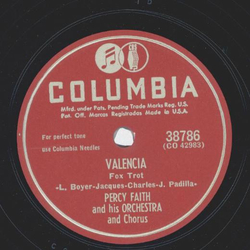 COLUMBIA
Mfrd. under Pats. Pending Trade Mark Reg. U.S.
Pat. Off. Marcas Registradas Made in U.S.A.
For perfect tone
use Columbia Needles
38786
(CO 42983)
VALENCIA
Fox Trot
-L. Boyer-Jacques-Charles-J. Padilla-
PERCY FAITH
and his ORCHESTRA
and Chorus